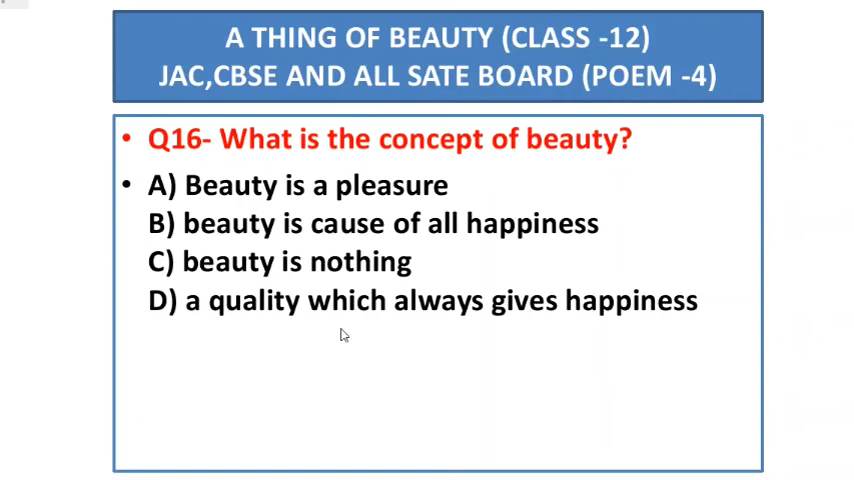 A THING OF BEAUTY (CLASS -12)
JAC,CBSE AND ALL SATE BOARD (POEM -4)
• Q16- What is the concept of beauty?
• A) Beauty is a pleasure
B) beauty is cause of all happiness
C) beauty is nothing
D) a quality which always gives happiness